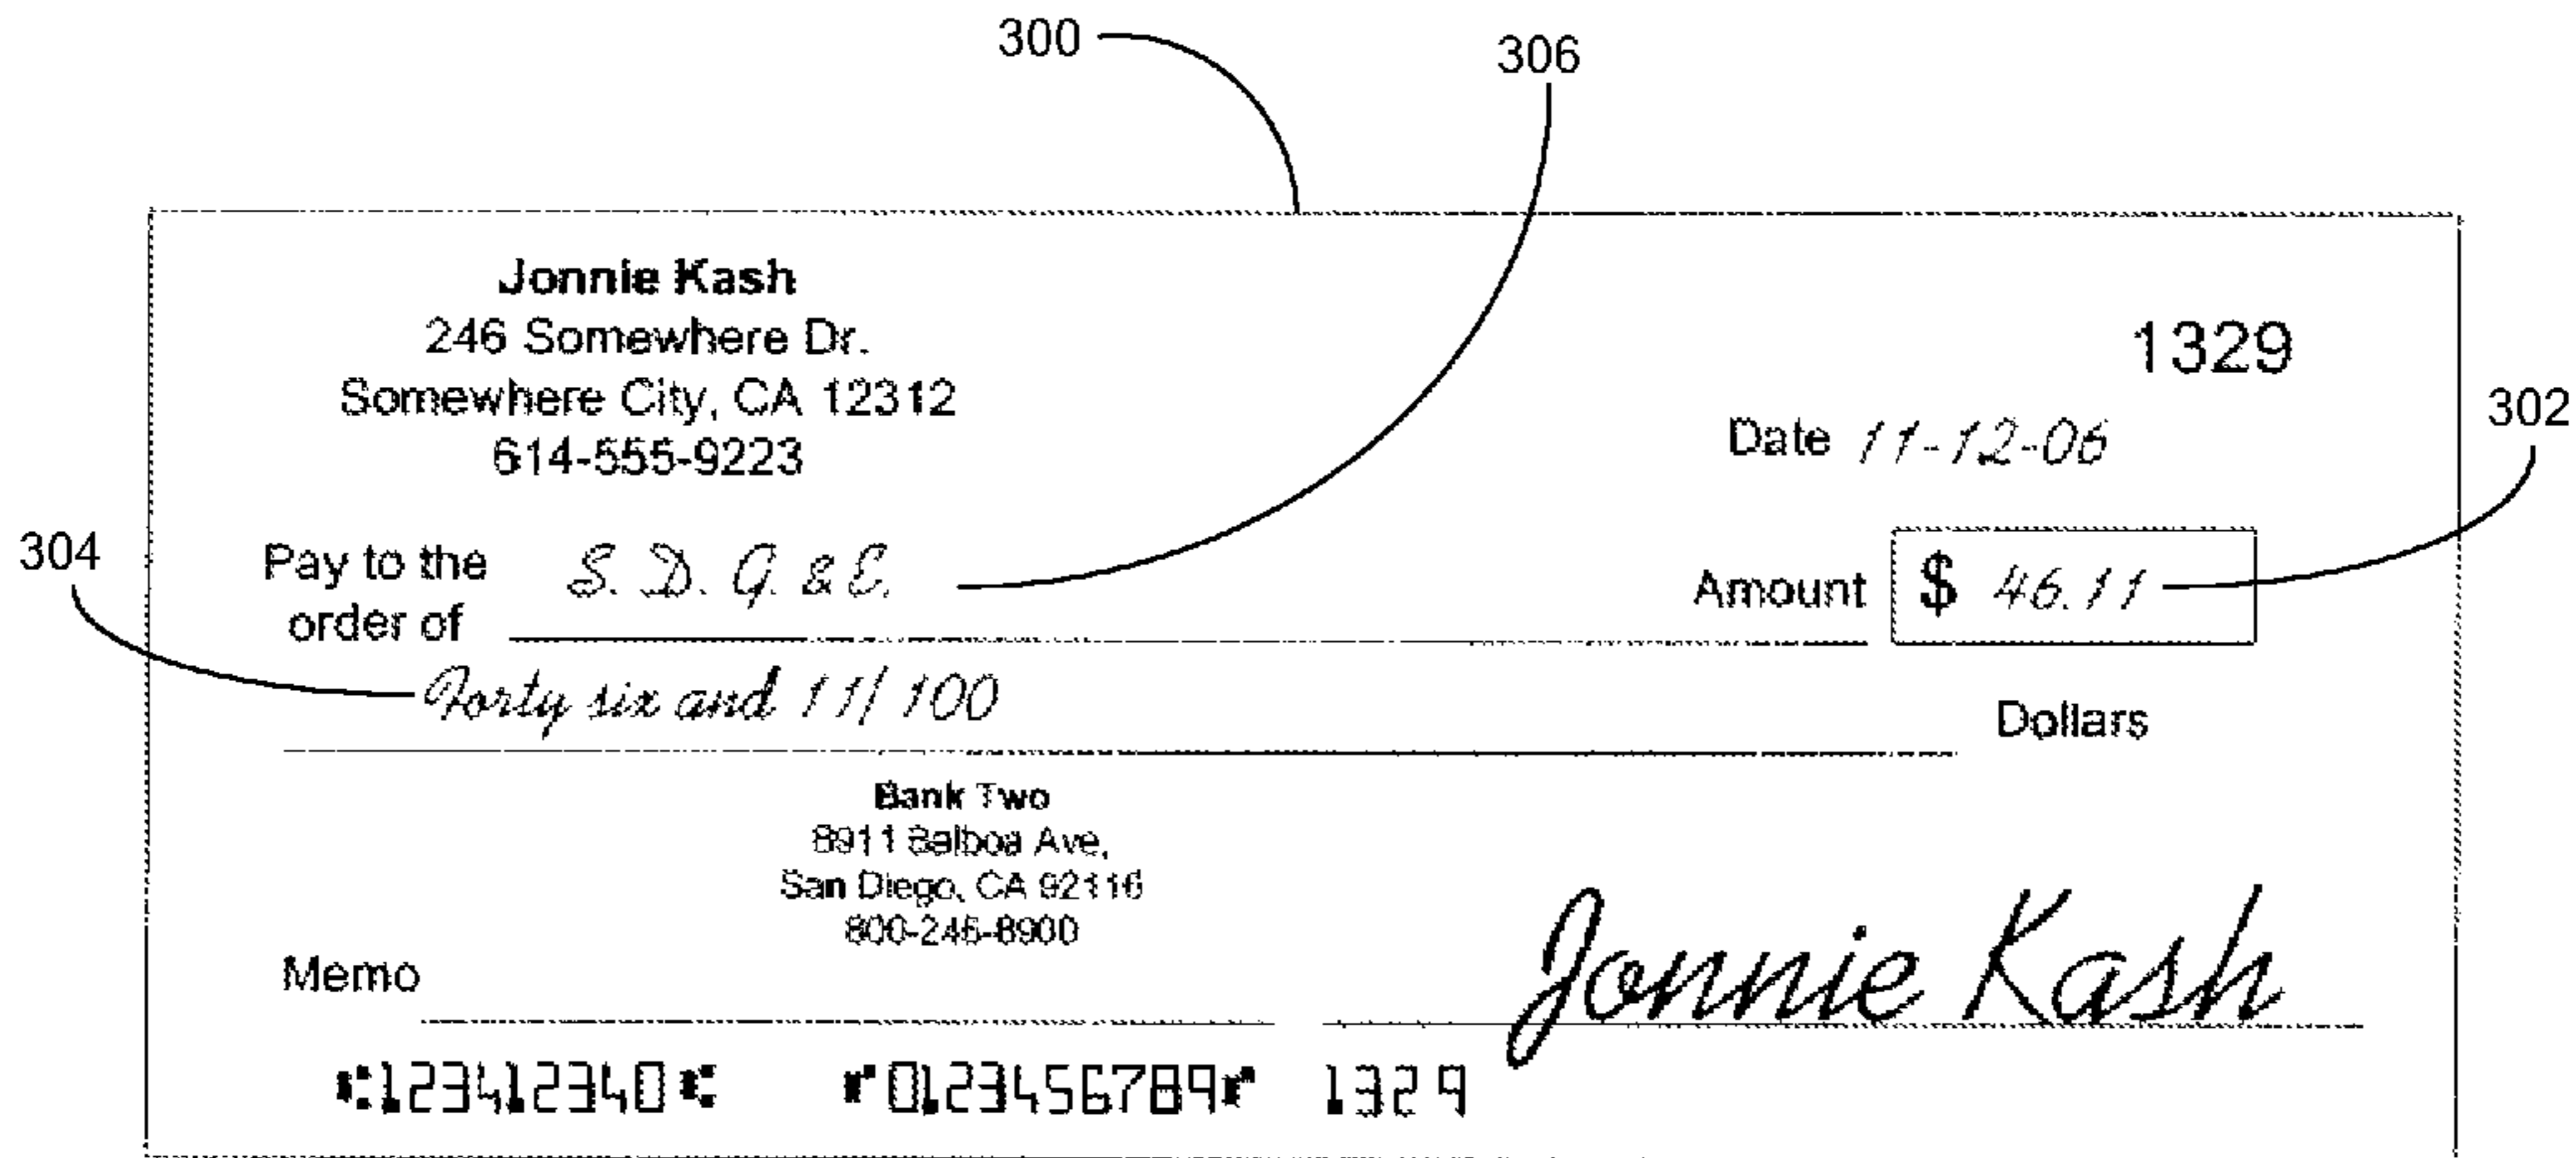 300
306
Jonnie Kash
246 Somewhere Dr.
Somewhere City, CA 12312
614-555-9223
1329
302
Date 11-12-06
304
Pay to the
order of
S. D. G. & E.
Amount $ 46.11
Forty six and 11/100
Dollars
Bank Two
8911 Balboa Ave,
San Diego, CA 92116
800-245-8900
Memo
Jonnie Kash
⑆123412340⑆ ⑈0123456789⑈ 1329